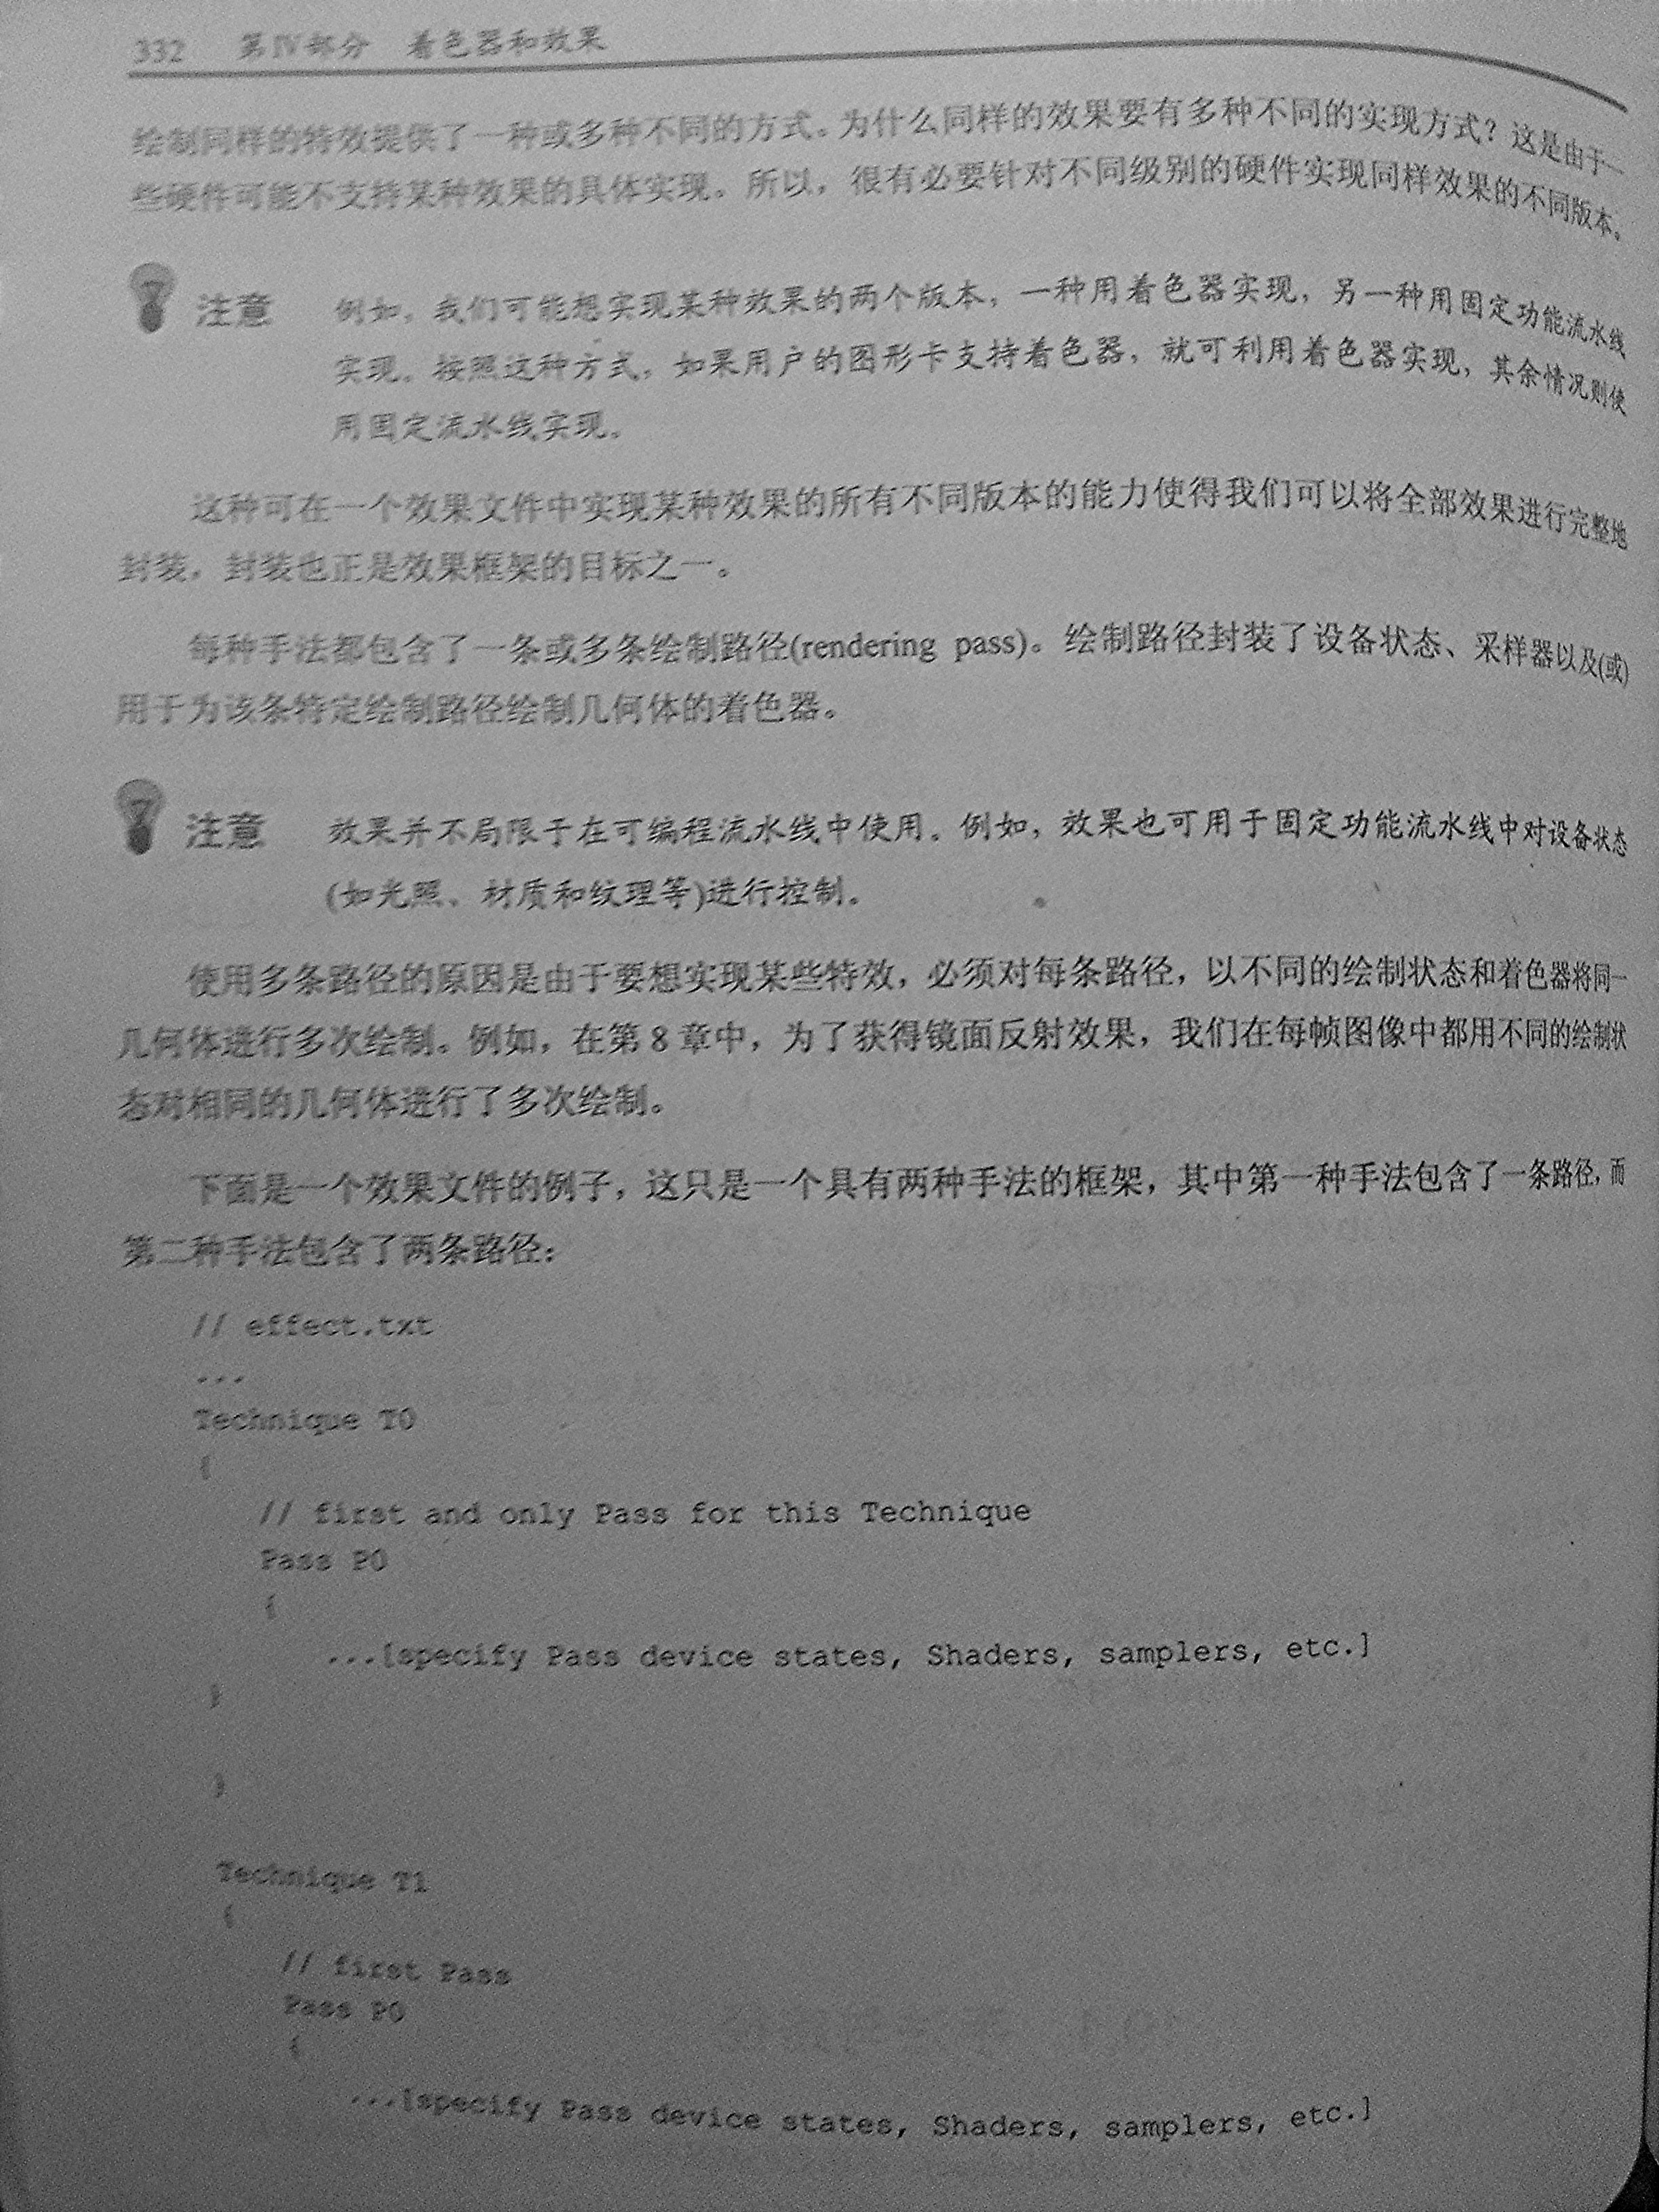 332 第IV部分 着色器和效果
绘制同样的特效提供了一种或多种不同的方式。为什么同样的效果要有多种不同的实现方式？这是由于一
些硬件可能不支持某种效果的具体实现。所以，很有必要针对不同级别的硬件实现同样效果的不同版本。
注意 例如，我们可能想实现某种效果的两个版本，一种用着色器实现，另一种用固定功能流水线
实现。按照这种方式，如果用户的图形卡支持着色器，就可利用着色器实现，其余情况则使
用固定流水线实现。
这种可在一个效果文件中实现某种效果的所有不同版本的能力使得我们可以将全部效果进行完整地
封装，封装也正是效果框架的目标之一。
每种手法都包含了一条或多条绘制路径(rendering pass)。绘制路径封装了设备状态、采样器以及(或)
用于为该条特定绘制路径绘制几何体的着色器。
注意 效果并不局限于在可编程流水线中使用。例如，效果也可用于固定功能流水线中对设备状态
(如光照、材质和纹理等)进行控制。
使用多条路径的原因是由于要想实现某些特效，必须对每条路径，以不同的绘制状态和着色器将同一
几何体进行多次绘制。例如，在第8章中，为了获得镜面反射效果，我们在每帧图像中都用不同的绘制状
态对相同的几何体进行了多次绘制。
下面是一个效果文件的例子，这只是一个具有两种手法的框架，其中第一种手法包含了一条路径，而
第二种手法包含了两条路径：
// effect.txt
...
Technique T0
{
// first and only Pass for this Technique
Pass P0
{
...[specify Pass device states, Shaders, samplers, etc.]
}
}
Technique T1
{
// first Pass
Pass P0
{
...[specify Pass device states, Shaders, samplers, etc.]